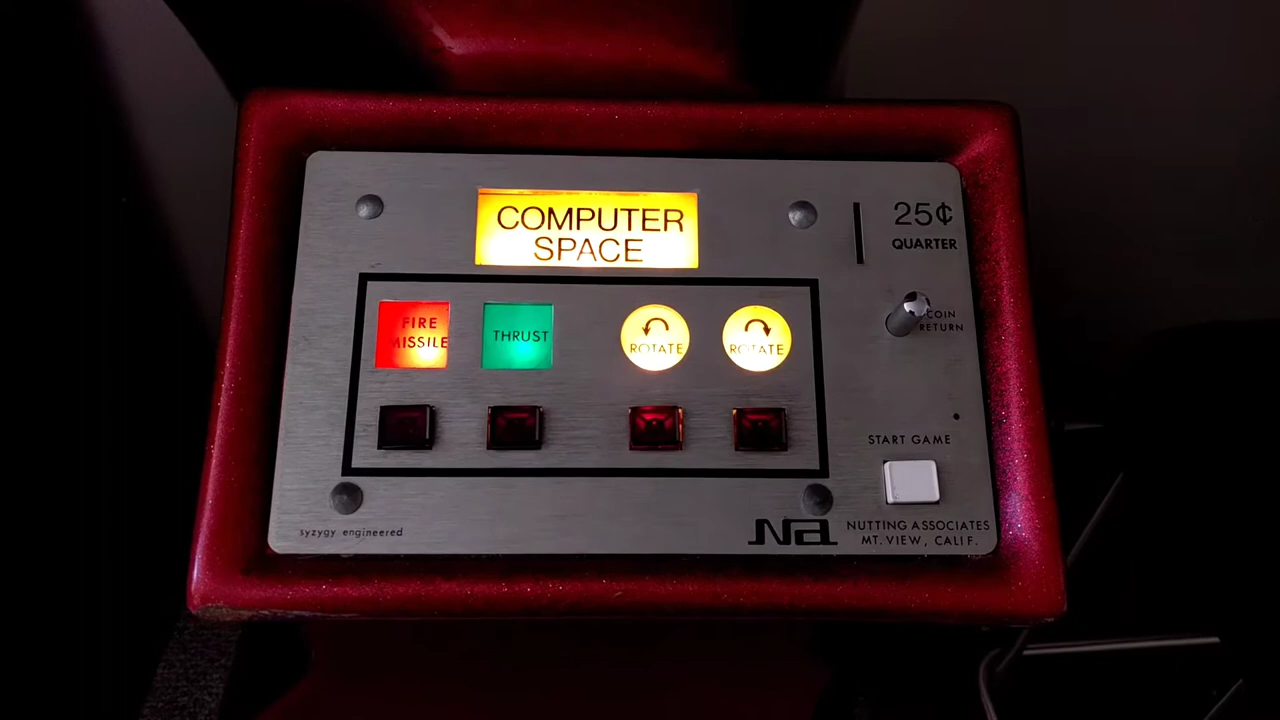 COMPUTER
SPACE
25¢
QUARTER
COIN
RETURN
FIRE
MISSILE
THRUST
ROTATE
ROTATE
START GAME
syzygy engineered
Na
NUTTING ASSOCIATES
MT. VIEW, CALIF.